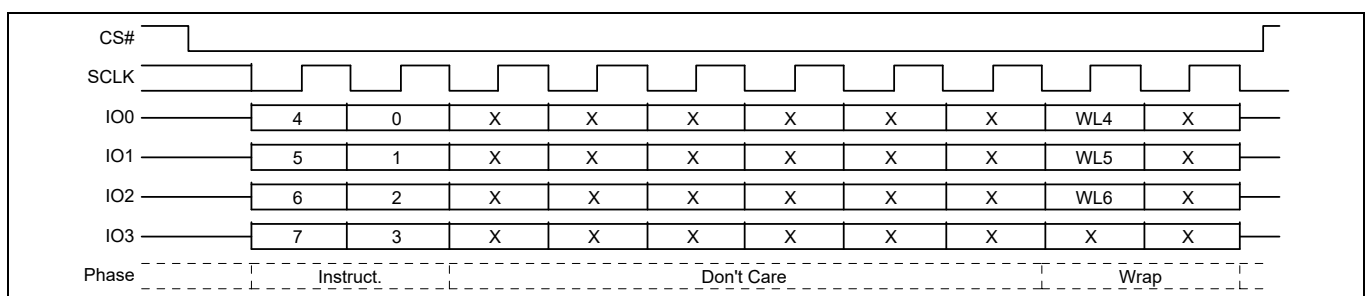 CS#
SCLK
IO0 4 0 X X X X X X WL4 X
IO1 5 1 X X X X X X WL5 X
IO2 6 2 X X X X X X WL6 X
IO3 7 3 X X X X X X X X
Phase Instruct. Don't Care Wrap